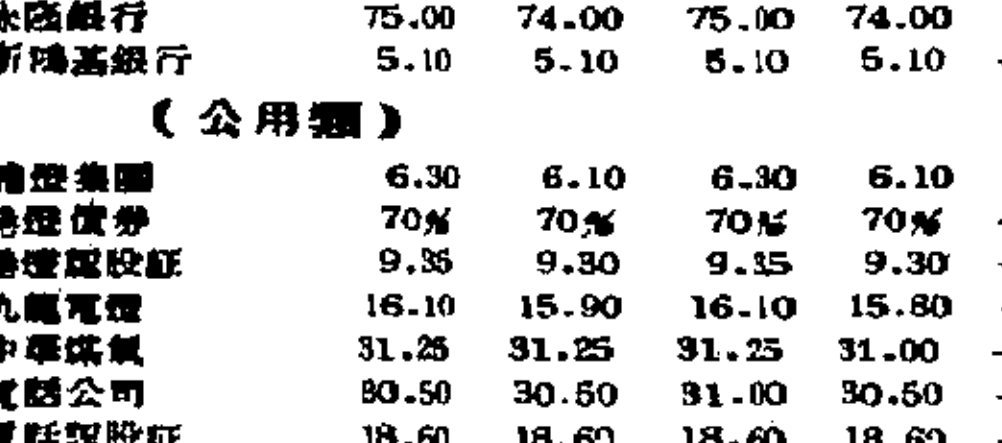 永隆銀行 75.00 74.00 75.00 74.00
新鴻基銀行 5.10 5.10 5.10 5.10
(公用類)
港燈集團 6.30 6.10 6.30 6.10
港燈債券 70% 70% 70% 70%
港燈認股証 9.35 9.30 9.35 9.30
九龍電燈 16.10 15.90 16.10 15.80
中華煤氣 31.25 31.25 31.25 31.00
電話公司 30.50 30.50 31.00 30.50
電話認股証 18.60 18.60 18.60 18.60